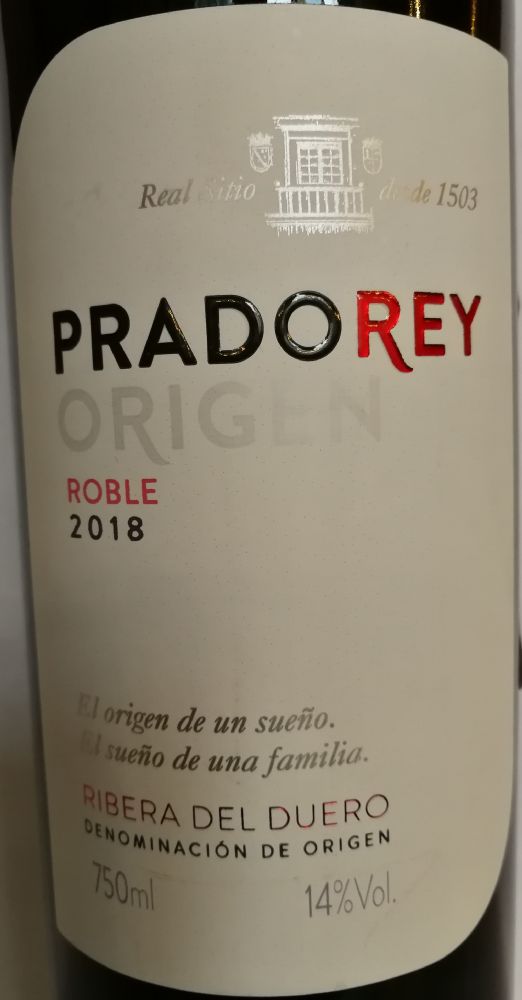 Real Sitio desde 1503
PRADOREY
ORIGEN
ROBLE
2018
El origen de un sueño.
El sueño de una familia.
RIBERA DEL DUERO
DENOMINACIÓN DE ORIGEN
750ml 14%Vol.